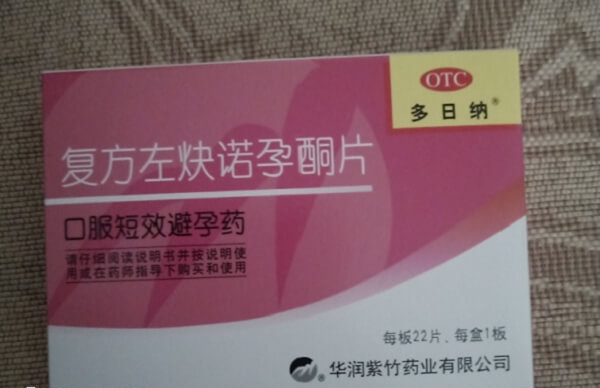 OTC
多日纳®
复方左炔诺孕酮片
口服短效避孕药
请仔细阅读说明书并按说明使
用或在药师指导下购买和使用
每板22片、每盒1板
华润紫竹药业有限公司